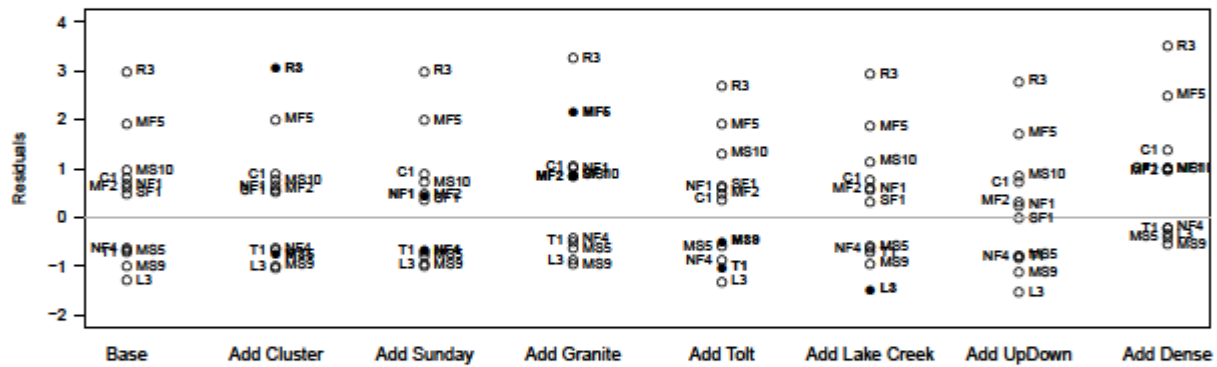 Residuals
4
3
2
1
0
−1
−2
R3
MF5
MS10
C1
MF2 NF1
SF1
NF4 MS5
T1
MS9
L3
Base
R3
MF5
C1
MS10
NF1
SF1 MF2
NF4
T1
L3 MS9
Add Cluster
R3
MF5
C1
MS10
NF1 MF2
SF1
T1 NF4
L3 MS9
Add Sunday
R3
MF5
C1 NF1
MF2
NF4
T1
MS5
L3
MS9
Add Granite
R3
MF5
MS10
NF1 SF1
MF2
C1
MS9
MS5
NF4
T1
L3
Add Tolt
R3
MF5
MS10
C1
MF2 NF1
SF1
NF4 MS5
T1
MS9
L3
Add Lake Creek
R3
MF5
MS10
C1
MF2 NF1
SF1
NF4 MS5
T1
MS9
L3
Add UpDown
R3
MF5
C1
MF2
T1 NF4
MS5 L3
MS9
Add Dense